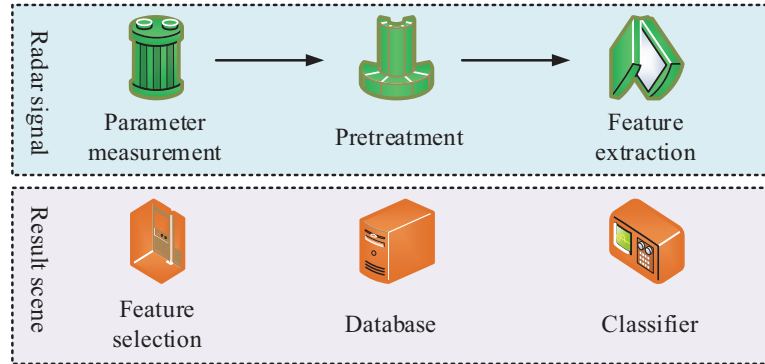 Radar signal
Parameter
measurement
Pretreatment
Feature
extraction
Result scene
Feature
selection
Database
Classifier